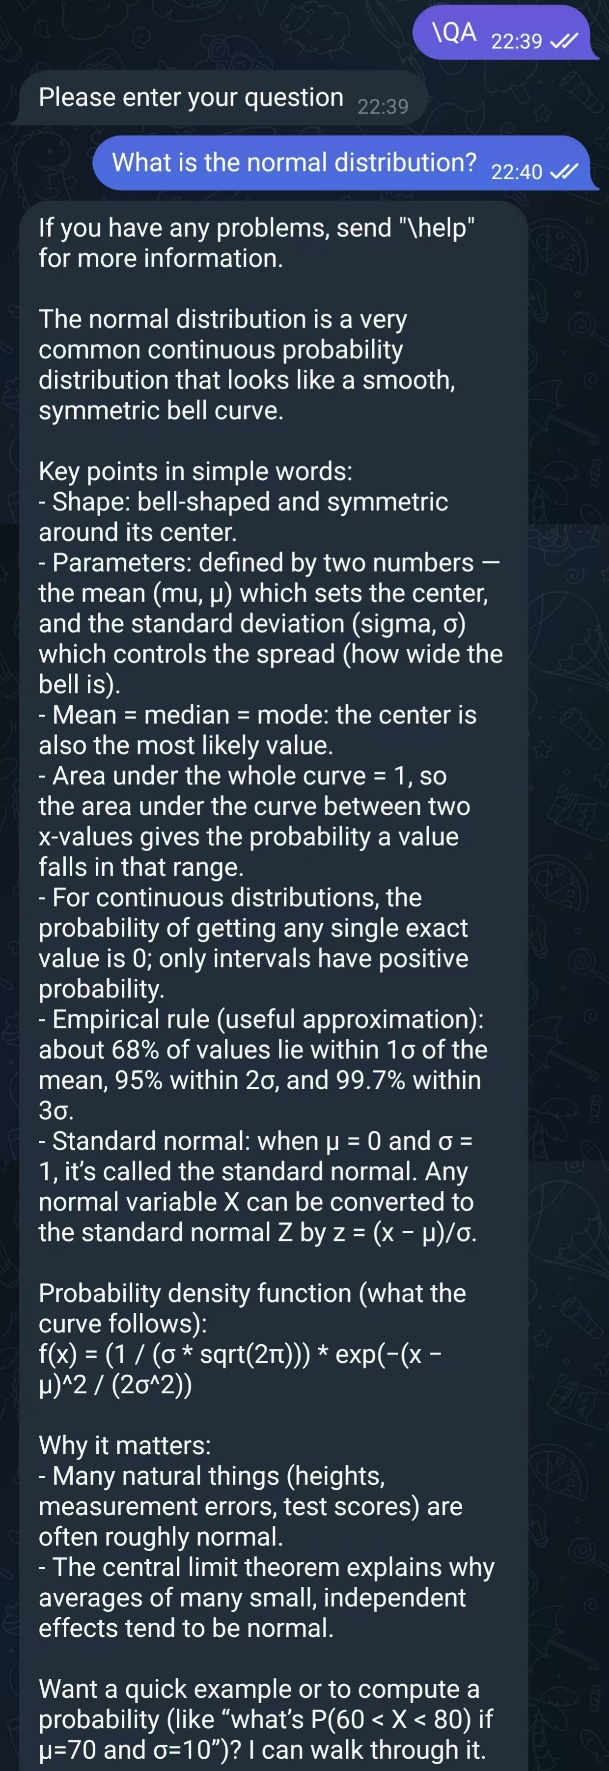 \QA 22:39
Please enter your question 22:39
What is the normal distribution? 22:40
If you have any problems, send "\help"
for more information.
The normal distribution is a very
common continuous probability
distribution that looks like a smooth,
symmetric bell curve.
Key points in simple words:
- Shape: bell-shaped and symmetric
around its center.
- Parameters: defined by two numbers —
the mean (mu, μ) which sets the center,
and the standard deviation (sigma, σ)
which controls the spread (how wide the
bell is).
- Mean = median = mode: the center is
also the most likely value.
- Area under the whole curve = 1, so
the area under the curve between two
x-values gives the probability a value
falls in that range.
- For continuous distributions, the
probability of getting any single exact
value is 0; only intervals have positive
probability.
- Empirical rule (useful approximation):
about 68% of values lie within 1σ of the
mean, 95% within 2σ, and 99.7% within
3σ.
- Standard normal: when μ = 0 and σ =
1, it’s called the standard normal. Any
normal variable X can be converted to
the standard normal Z by z = (x − μ)/σ.
Probability density function (what the
curve follows):
f(x) = (1 / (σ * sqrt(2π))) * exp(−(x −
μ)^2 / (2σ^2))
Why it matters:
- Many natural things (heights,
measurement errors, test scores) are
often roughly normal.
- The central limit theorem explains why
averages of many small, independent
effects tend to be normal.
Want a quick example or to compute a
probability (like “what’s P(60 < X < 80) if
μ=70 and σ=10”)? I can walk through it.